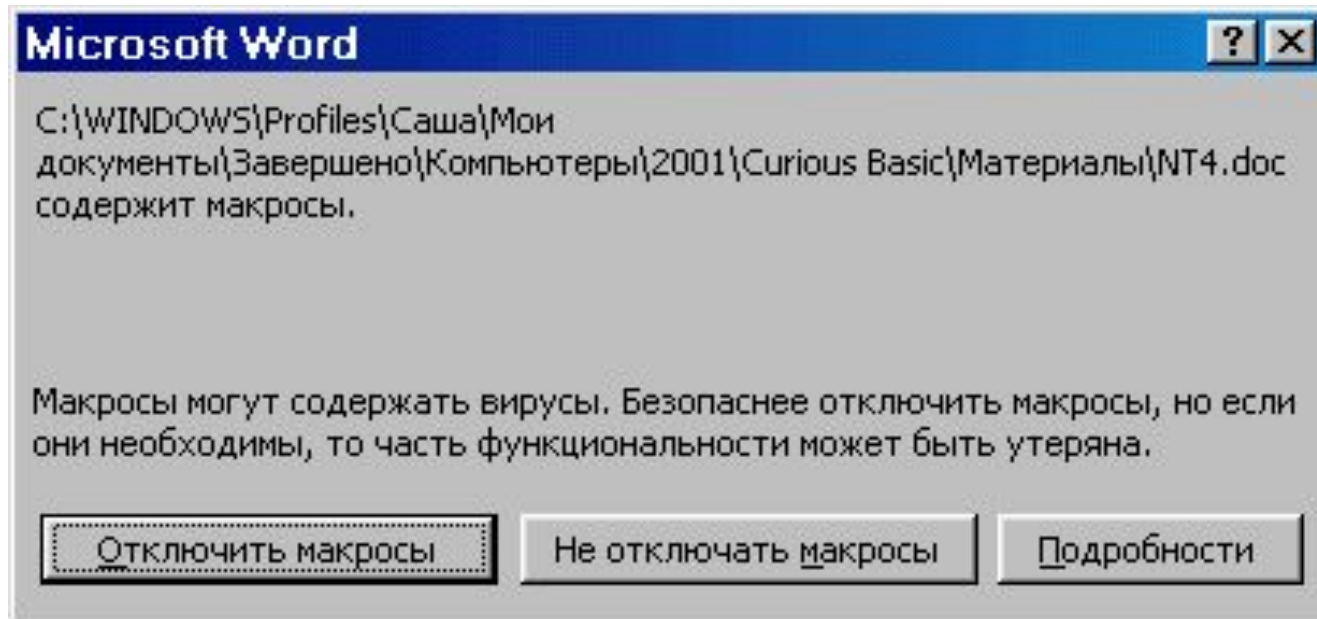 Microsoft Word
C:\WINDOWS\Profiles\Саша\Мои
документы\Завершено\Компьютеры\2001\Curious Basic\Материалы\NT4.doc
содержит макросы.
Макросы могут содержать вирусы. Безопаснее отключить макросы, но если
они необходимы, то часть функциональности может быть утеряна.
Отключить макросы Не отключать макросы Подробности